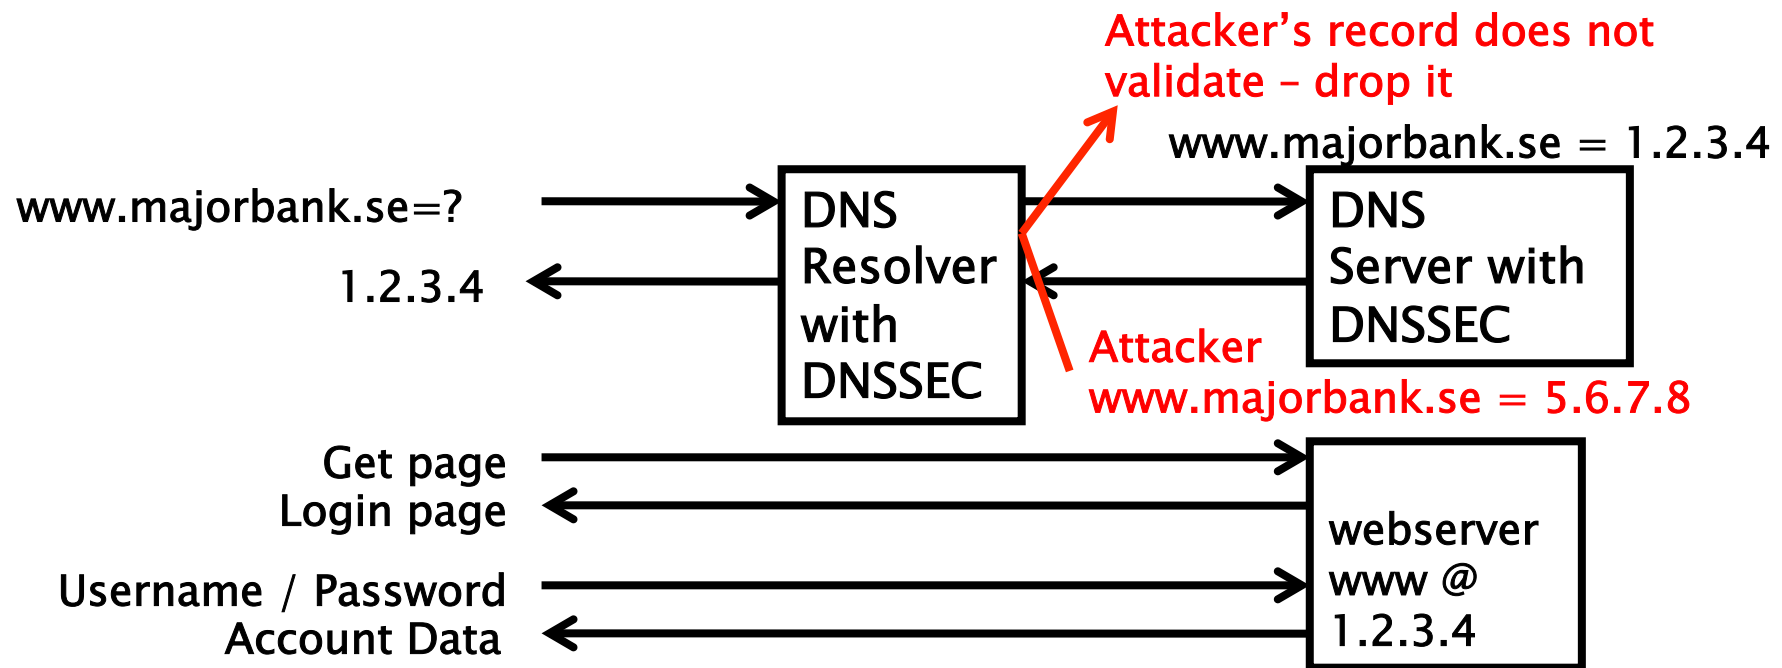 Attacker’s record does not
validate – drop it
www.majorbank.se = 1.2.3.4
www.majorbank.se=?
1.2.3.4
DNS
Resolver
with
DNSSEC
DNS
Server with
DNSSEC
Attacker
www.majorbank.se = 5.6.7.8
Get page
Login page
Username / Password
Account Data
webserver
www @
1.2.3.4